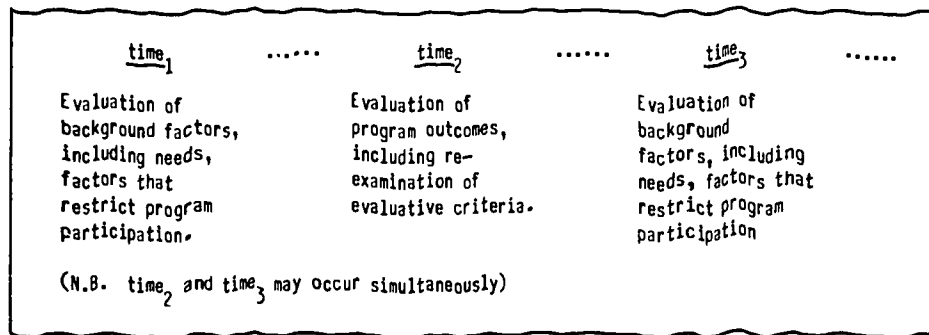 time1 ...... time2 ...... time3 ......
Evaluation of
background factors,
including needs,
factors that
restrict program
participation.
Evaluation of
program outcomes,
including re-
examination of
evaluative criteria.
Evaluation of
background
factors, including
needs, factors that
restrict program
participation
(N.B. time2 and time3 may occur simultaneously)